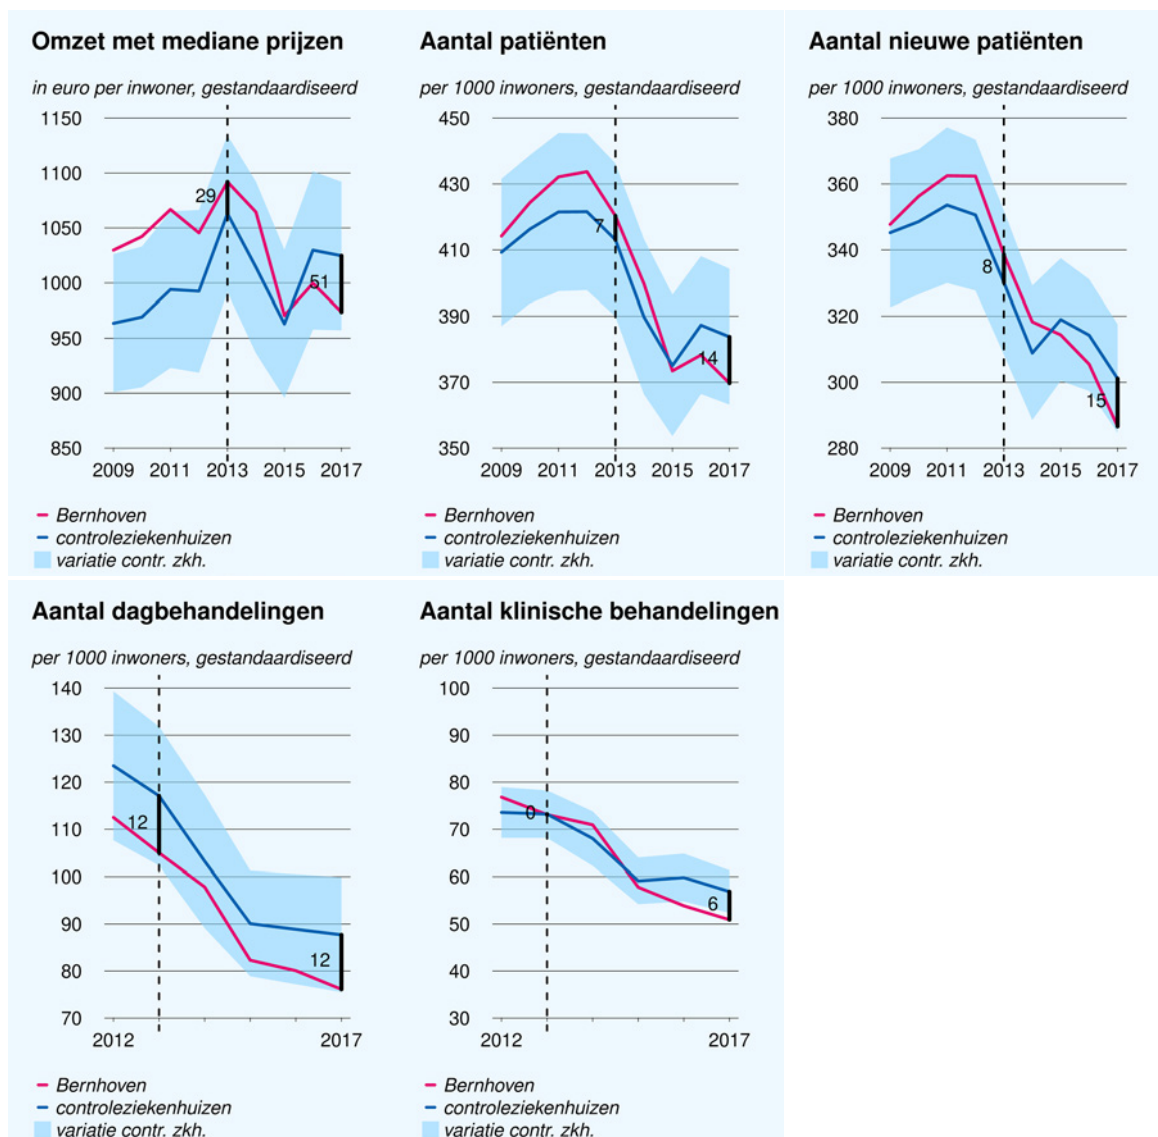 Omzet met mediane prijzen
in euro per inwoner, gestandaardiseerd
1150
1100
1050
1000
950
900
850
29
51
2009 2011 2013 2015 2017
Bernhoven
controleziekenhuizen
variatie contr. zkh.
Aantal patiënten
per 1000 inwoners, gestandaardiseerd
450
430
410
390
370
350
7
14
2009 2011 2013 2015 2017
Bernhoven
controleziekenhuizen
variatie contr. zkh.
Aantal nieuwe patiënten
per 1000 inwoners, gestandaardiseerd
380
360
340
320
300
280
8
15
2009 2011 2013 2015 2017
Bernhoven
controleziekenhuizen
variatie contr. zkh.
Aantal dagbehandelingen
per 1000 inwoners, gestandaardiseerd
140
130
120
110
100
90
80
70
12
12
2012 2017
Bernhoven
controleziekenhuizen
variatie contr. zkh.
Aantal klinische behandelingen
per 1000 inwoners, gestandaardiseerd
100
90
80
70
60
50
40
30
0
6
2012 2017
Bernhoven
controleziekenhuizen
variatie contr. zkh.